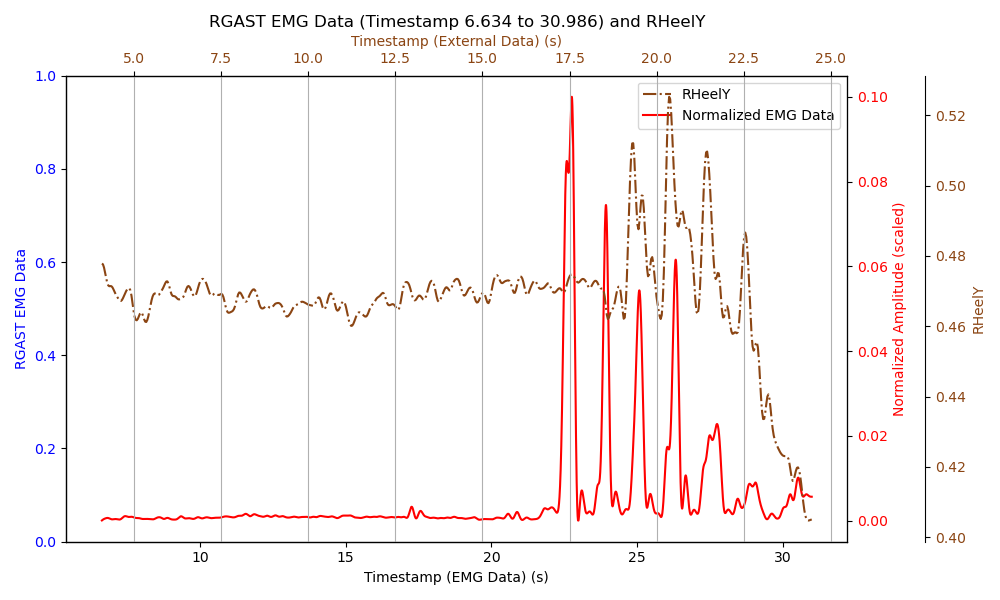 RGAST EMG Data (Timestamp 6.634 to 30.986) and RHeelY
Timestamp (External Data) (s)
5.0 7.5 10.0 12.5 15.0 17.5 20.0 22.5 25.0
RHeelY
Normalized EMG Data
1.0
0.8
0.6
0.4
0.2
0.0
RGAST EMG Data
0.10
0.08
0.06
0.04
0.02
0.00
Normalized Amplitude (scaled)
0.52
0.50
0.48
0.46
0.44
0.42
0.40
RHeelY
10 15 20 25 30
Timestamp (EMG Data) (s)